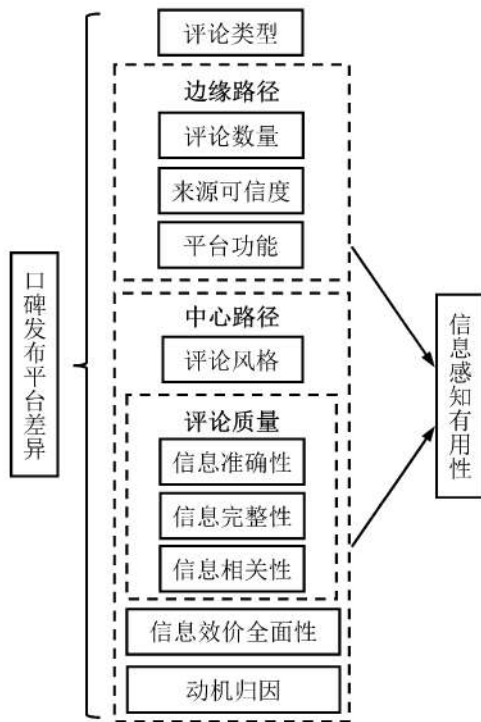 评论类型
边缘路径
评论数量
来源可信度
平台功能
口碑发布平台差异
中心路径
评论风格
评论质量
信息准确性
信息完整性
信息相关性
信息效价全面性
动机归因
信息感知有用性